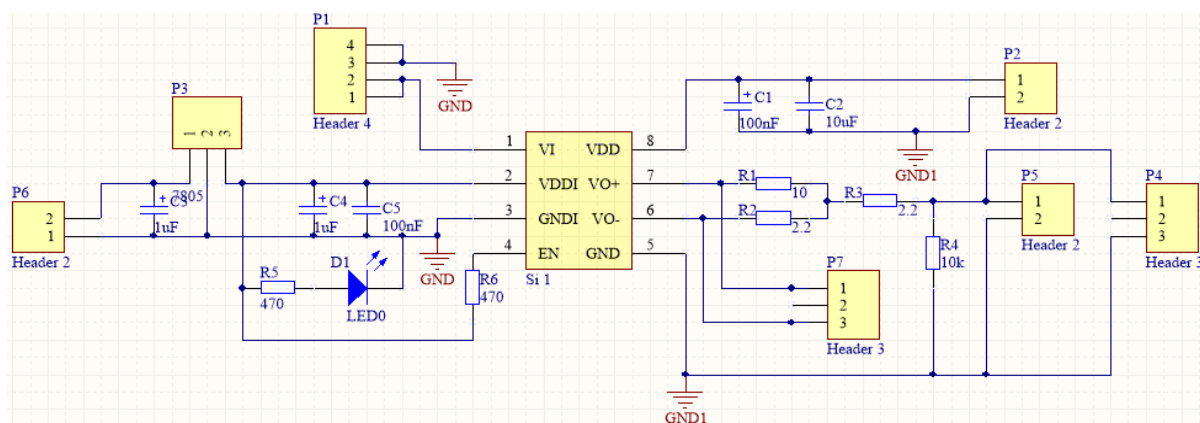 P1
4
3
2
1
Header 4
GND
P3
1
2
3
7805
P6
2
1
Header 2
C3
1uF
+
C4
1uF
+
C5
100nF
GND
R5
470
D1
LED0
R6
470
1
2
3
4
VI
VDDI
GNDI
EN
VDD
VO+
VO-
GND
8
7
6
5
Si 1
+
C1
100nF
C2
10uF
GND1
P2
1
2
Header 2
R1
10
R2
2.2
R3
2.2
R4
10k
P5
1
2
Header 2
P4
1
2
3
Header 3
P7
1
2
3
Header 3
GND1